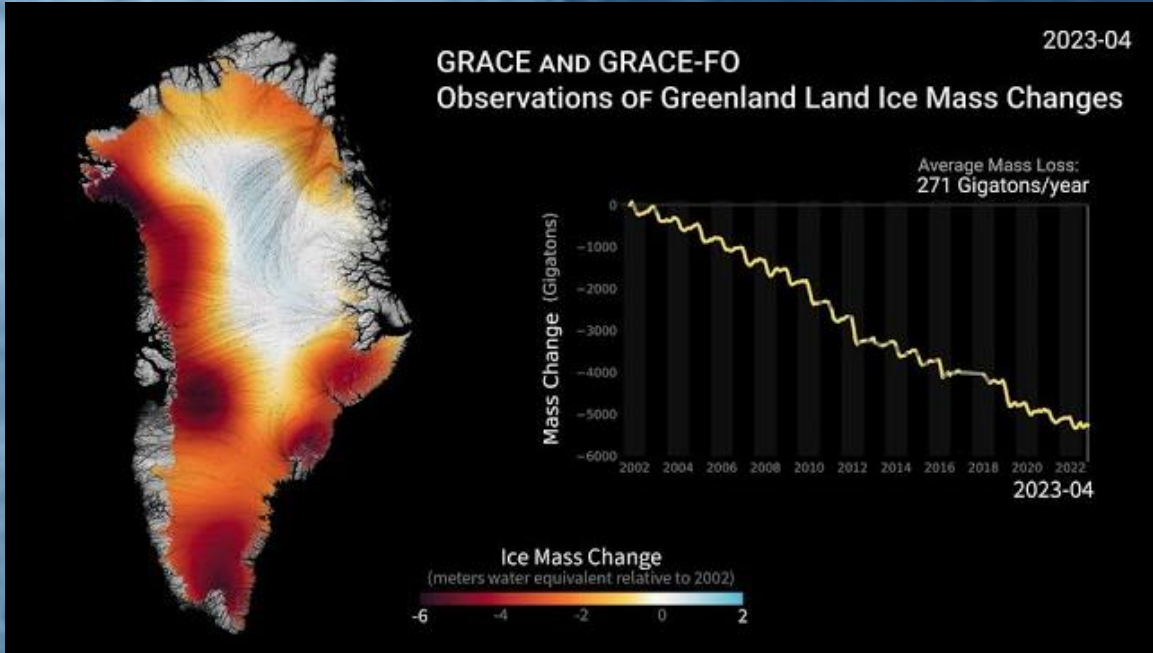 2023-04
GRACE AND GRACE-FO
Observations OF Greenland Land Ice Mass Changes
Average Mass Loss:
271 Gigatons/year
Mass Change (Gigatons)
0
−1000
−2000
−3000
−4000
−5000
−6000
2002 2004 2006 2008 2010 2012 2014 2016 2018 2020 2022
2023-04
Ice Mass Change
(meters water equivalent relative to 2002)
-6 -4 -2 0 2